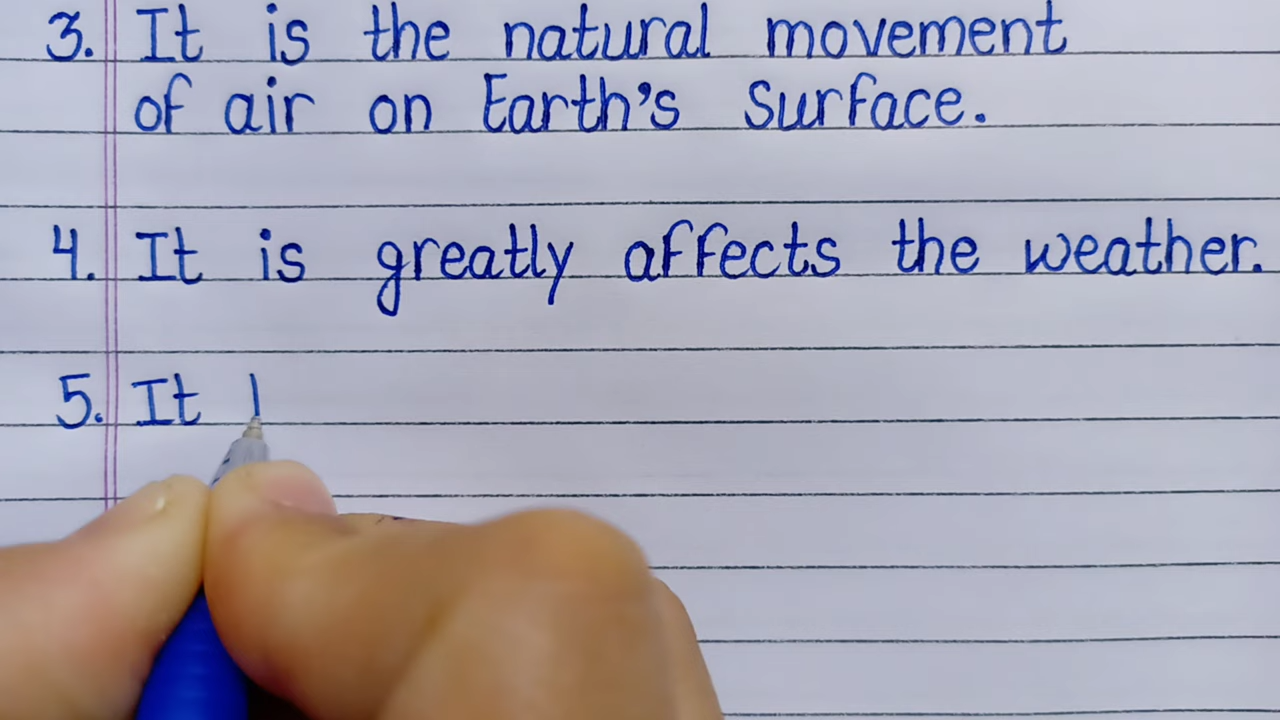 3. It is the natural movement
of air on Earth's Surface.
4. It is greatly affects the weather.
5. It